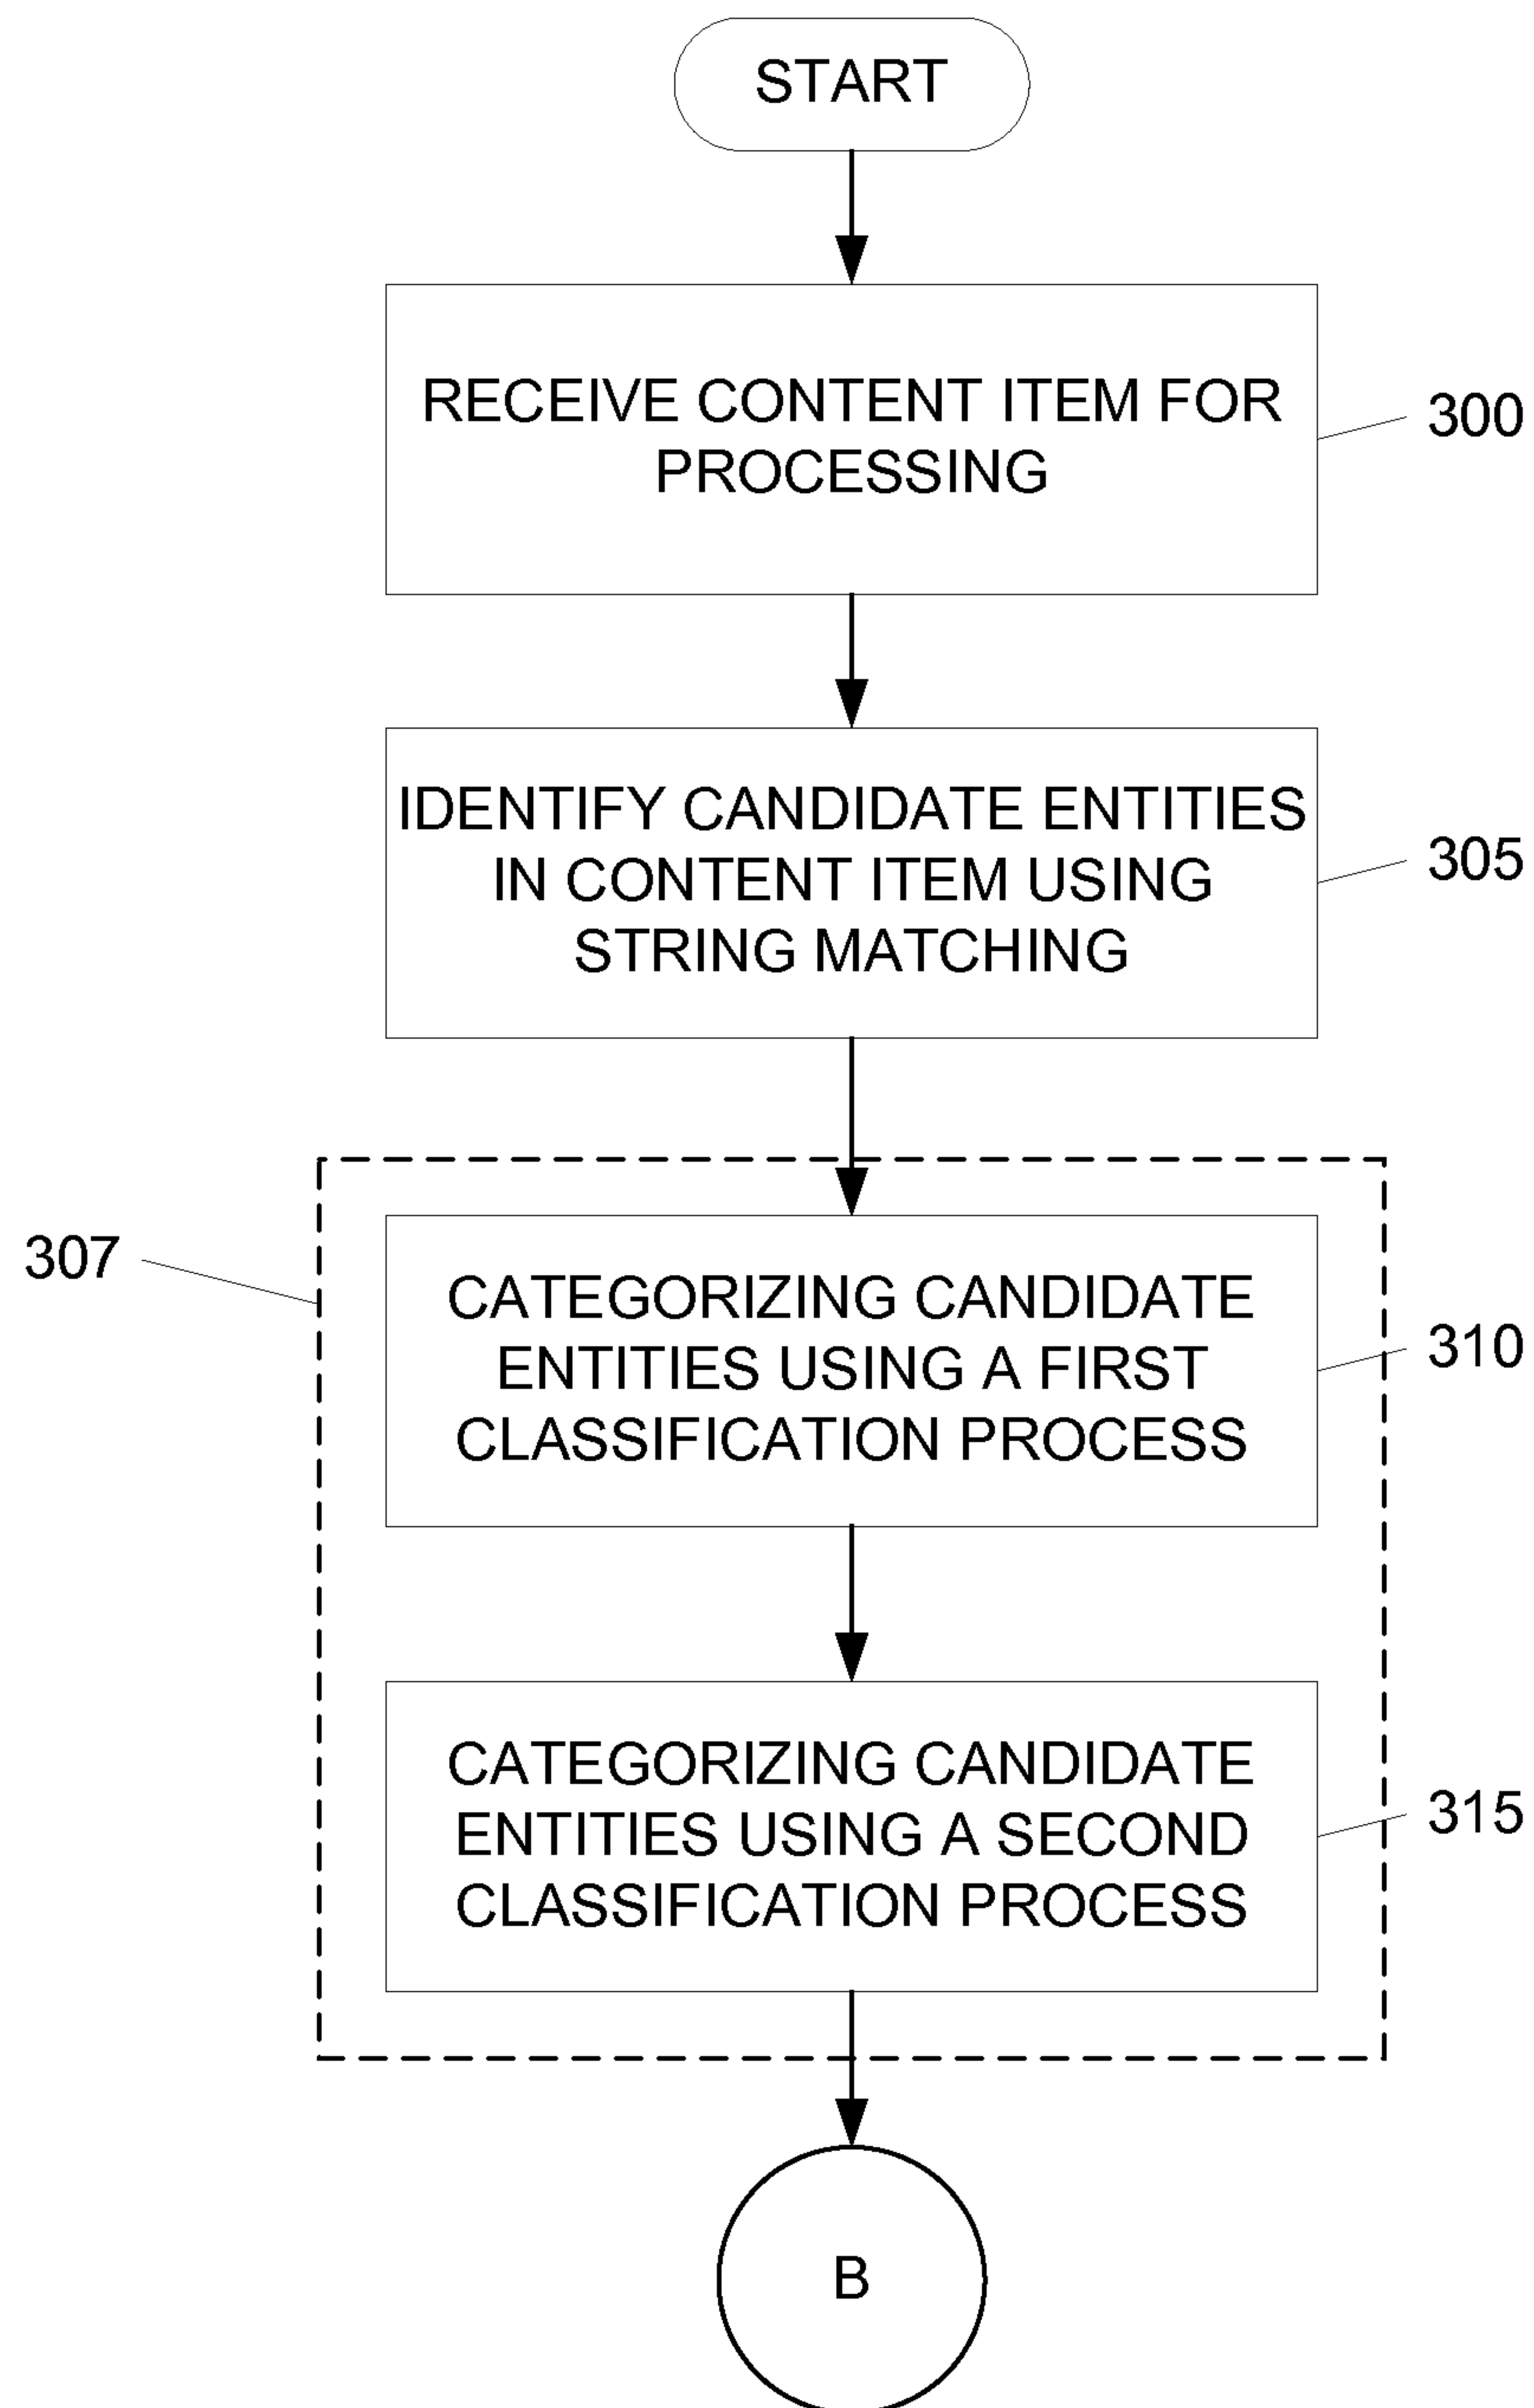 START
RECEIVE CONTENT ITEM FOR
PROCESSING
300
IDENTIFY CANDIDATE ENTITIES
IN CONTENT ITEM USING
STRING MATCHING
305
307
CATEGORIZING CANDIDATE
ENTITIES USING A FIRST
CLASSIFICATION PROCESS
310
CATEGORIZING CANDIDATE
ENTITIES USING A SECOND
CLASSIFICATION PROCESS
315
B